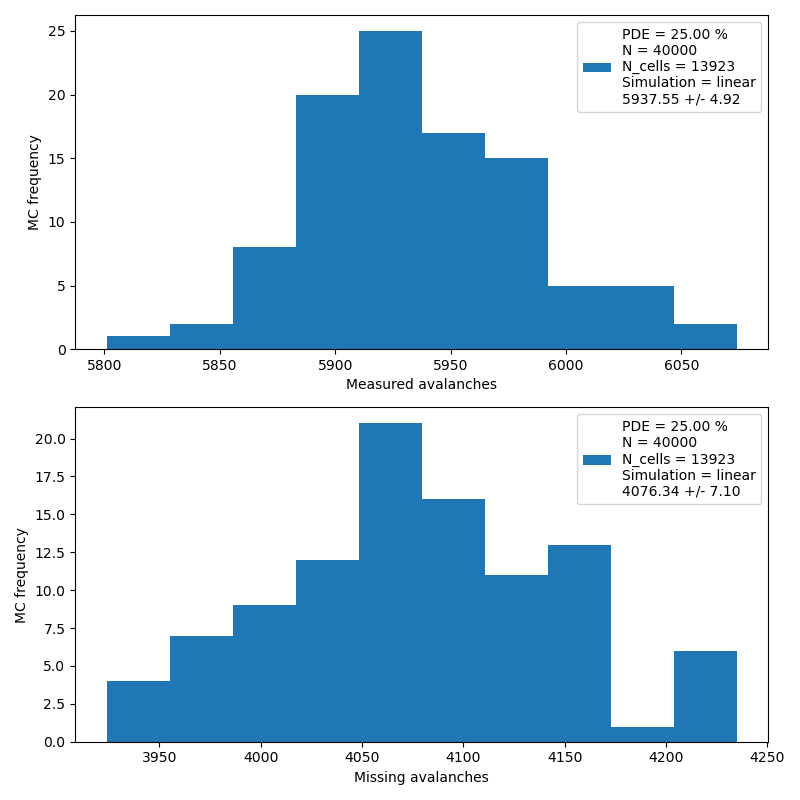 25
20
15
10
5
0
MC frequency
PDE = 25.00 %
N = 40000
N_cells = 13923
Simulation = linear
5937.55 +/- 4.92
5800 5850 5900 5950 6000 6050
Measured avalanches
20.0
17.5
15.0
12.5
10.0
7.5
5.0
2.5
0.0
MC frequency
PDE = 25.00 %
N = 40000
N_cells = 13923
Simulation = linear
4076.34 +/- 7.10
3950 4000 4050 4100 4150 4200 4250
Missing avalanches